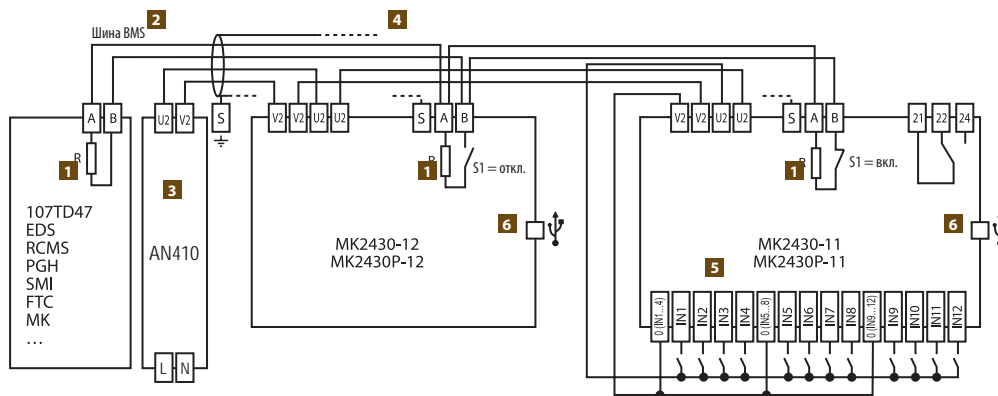 Шина BMS
2
4
A B U2 V2 S V2 V2 U2 U2 S A B V2 V2 U2 U2 S A B 21 22 24
R
1
R
1
S1 = откл.
R
1
S1 = вкл.
3
107TD47
EDS
RCMS
PGH
SMI
FTC
MK
...
AN410
6
MK2430-12
MK2430P-12
6
MK2430-11
MK2430P-11
5
0 (IN1...4) IN1 IN2 IN3 IN4 0 (IN5...8) IN5 IN6 IN7 IN8 0 (IN9...12) IN9 IN10 IN11 IN12
L N